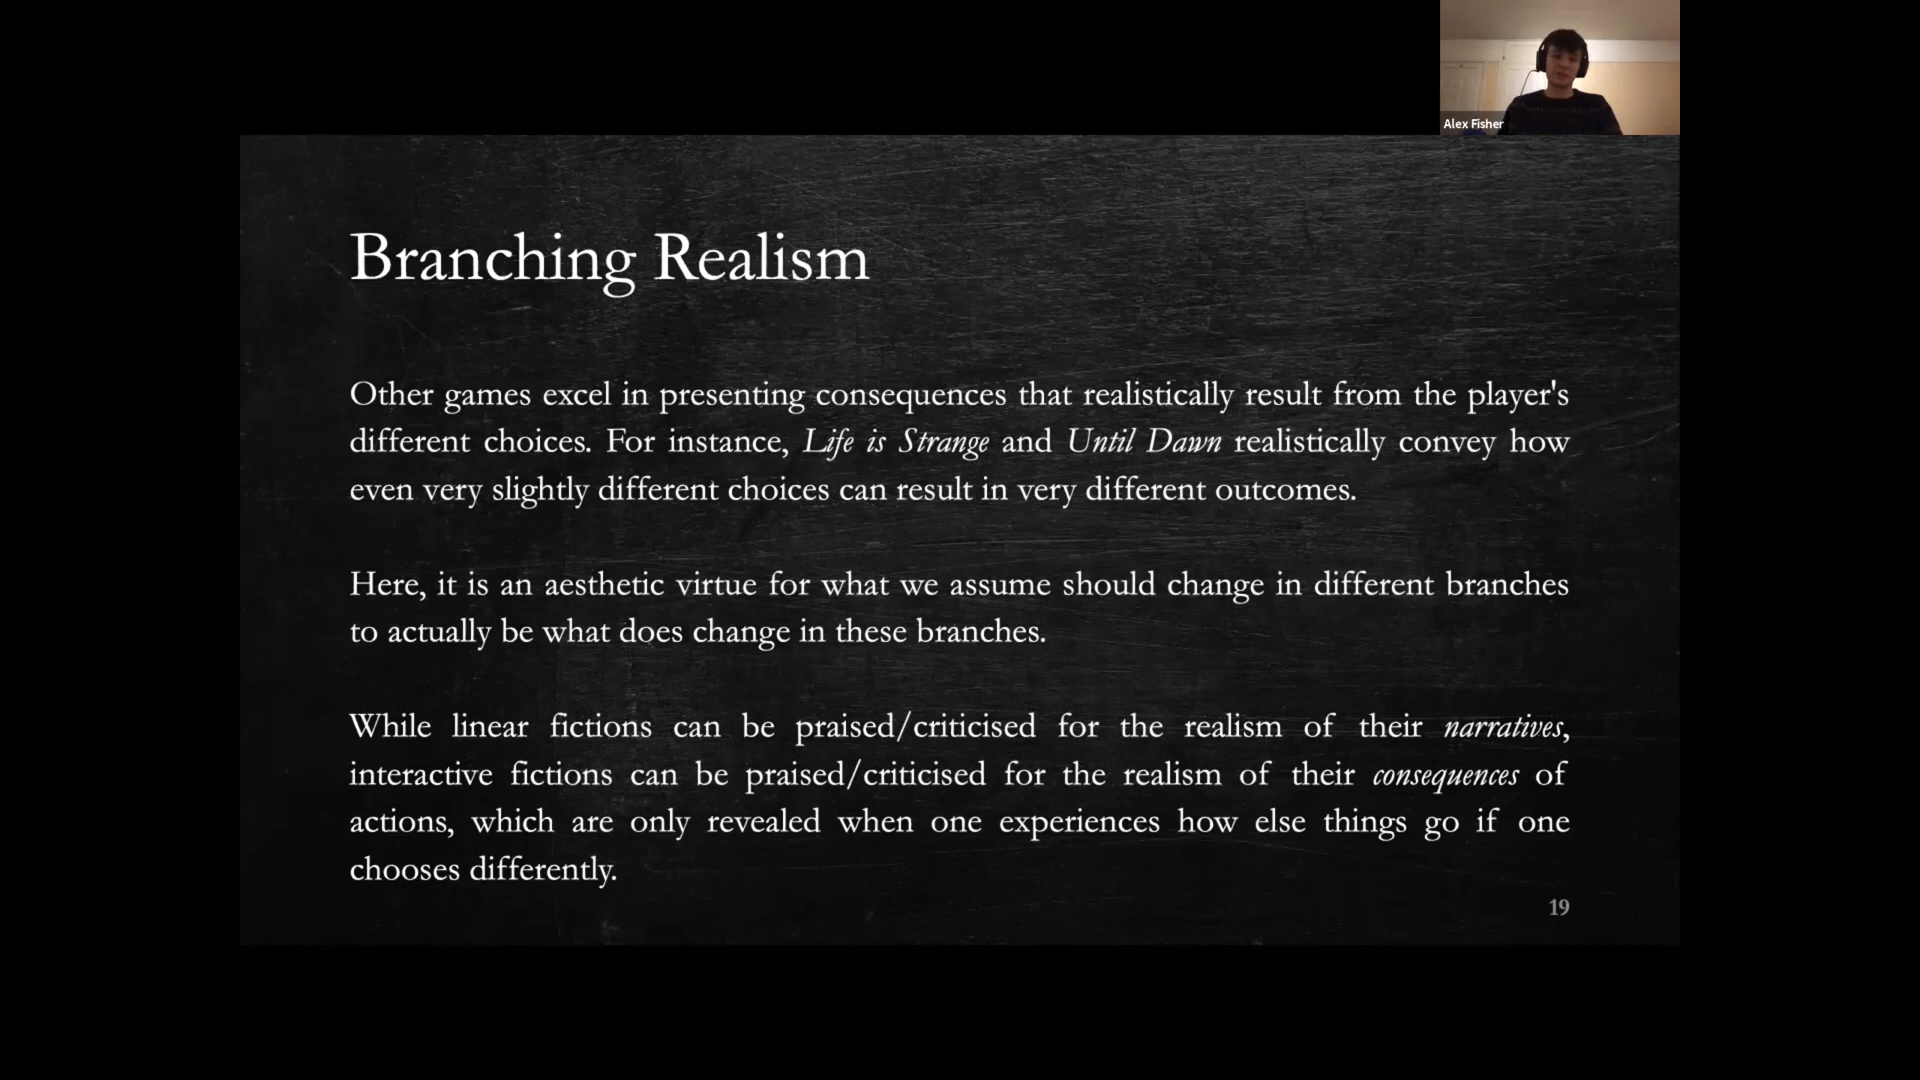 Alex Fisher
Branching Realism
Other games excel in presenting consequences that realistically result from the player's
different choices. For instance, Life is Strange and Until Dawn realistically convey how
even very slightly different choices can result in very different outcomes.
Here, it is an aesthetic virtue for what we assume should change in different branches
to actually be what does change in these branches.
While linear fictions can be praised/criticised for the realism of their narratives,
interactive fictions can be praised/criticised for the realism of their consequences of
actions, which are only revealed when one experiences how else things go if one
chooses differently.
19